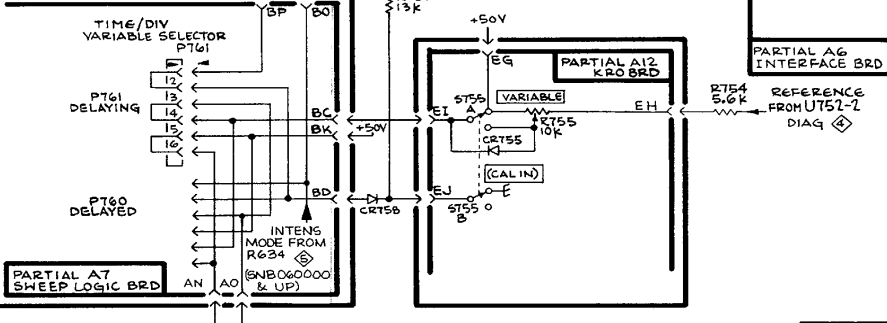 BP
BO
13K
TIME/DIV
VARIABLE SELECTOR
P761
+50V
EG
PARTIAL A12
KRO BRD
PARTIAL A6
INTERFACE BRD
12
13
14
15
16
P761
DELAYING
BC
BK
+50V
EI
S755
A
VARIABLE
R755
10K
CR755
EH
R754
5.6K
REFERENCE
FROM U752-2
DIAG 4
P760
DELAYED
BD
CR758
EJ
S755
B
(CAL IN)
INTENS
MODE FROM
R634 5
(SNB060000
& UP)
PARTIAL A7
SWEEP LOGIC BRD
AN
AO